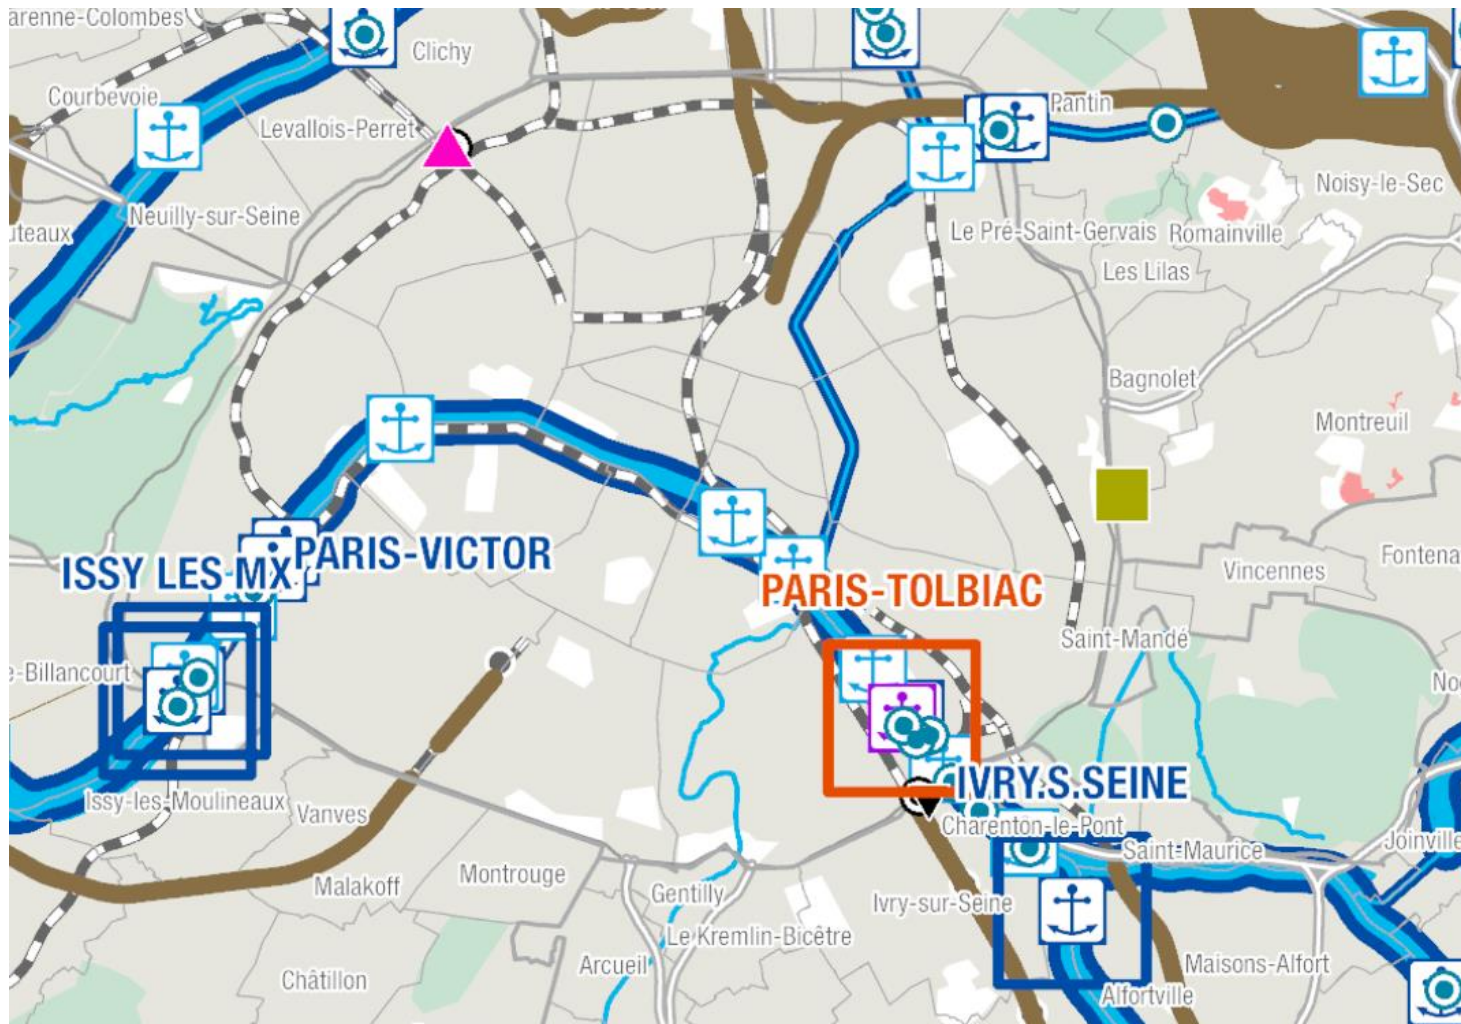 arenne-Colombes
Clichy
Courbevoie
Pantin
Levallois-Perret
Noisy-le-Sec
Neuilly-sur-Seine
uteaux
Le Pré-Saint-Gervais
Romainville
Les Lilas
Bagnolet
Montreuil
PARIS-VICTOR
ISSY LES MX
Fontena
Vincennes
PARIS-TOLBIAC
Saint-Mandé
e-Billancourt
No
IVRY.S.SEINE
Issy-les-Moulineaux
Vanves
Charenton-le-Pont
Joinville
Saint-Maurice
Montrouge
Malakoff
Gentilly
Ivry-sur-Seine
Le Kremlin-Bicêtre
Arcueil
Maisons-Alfort
Châtillon
Alfortville